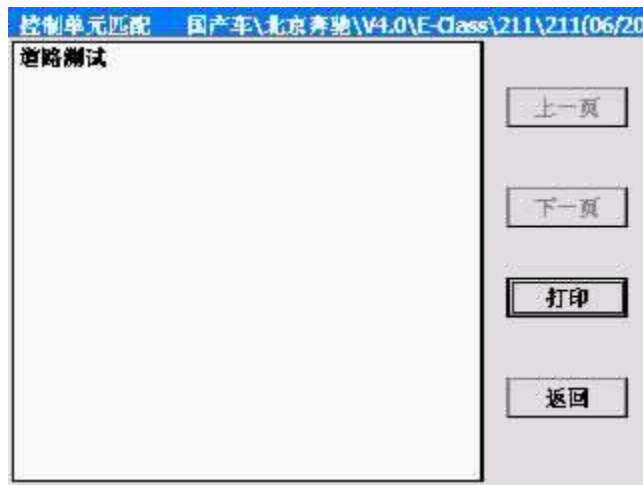 控制单元匹配 国产车\北京奔驰\V4.0\E-Class\211\211(06/20
道路测试
上一页
下一页
打印
返回